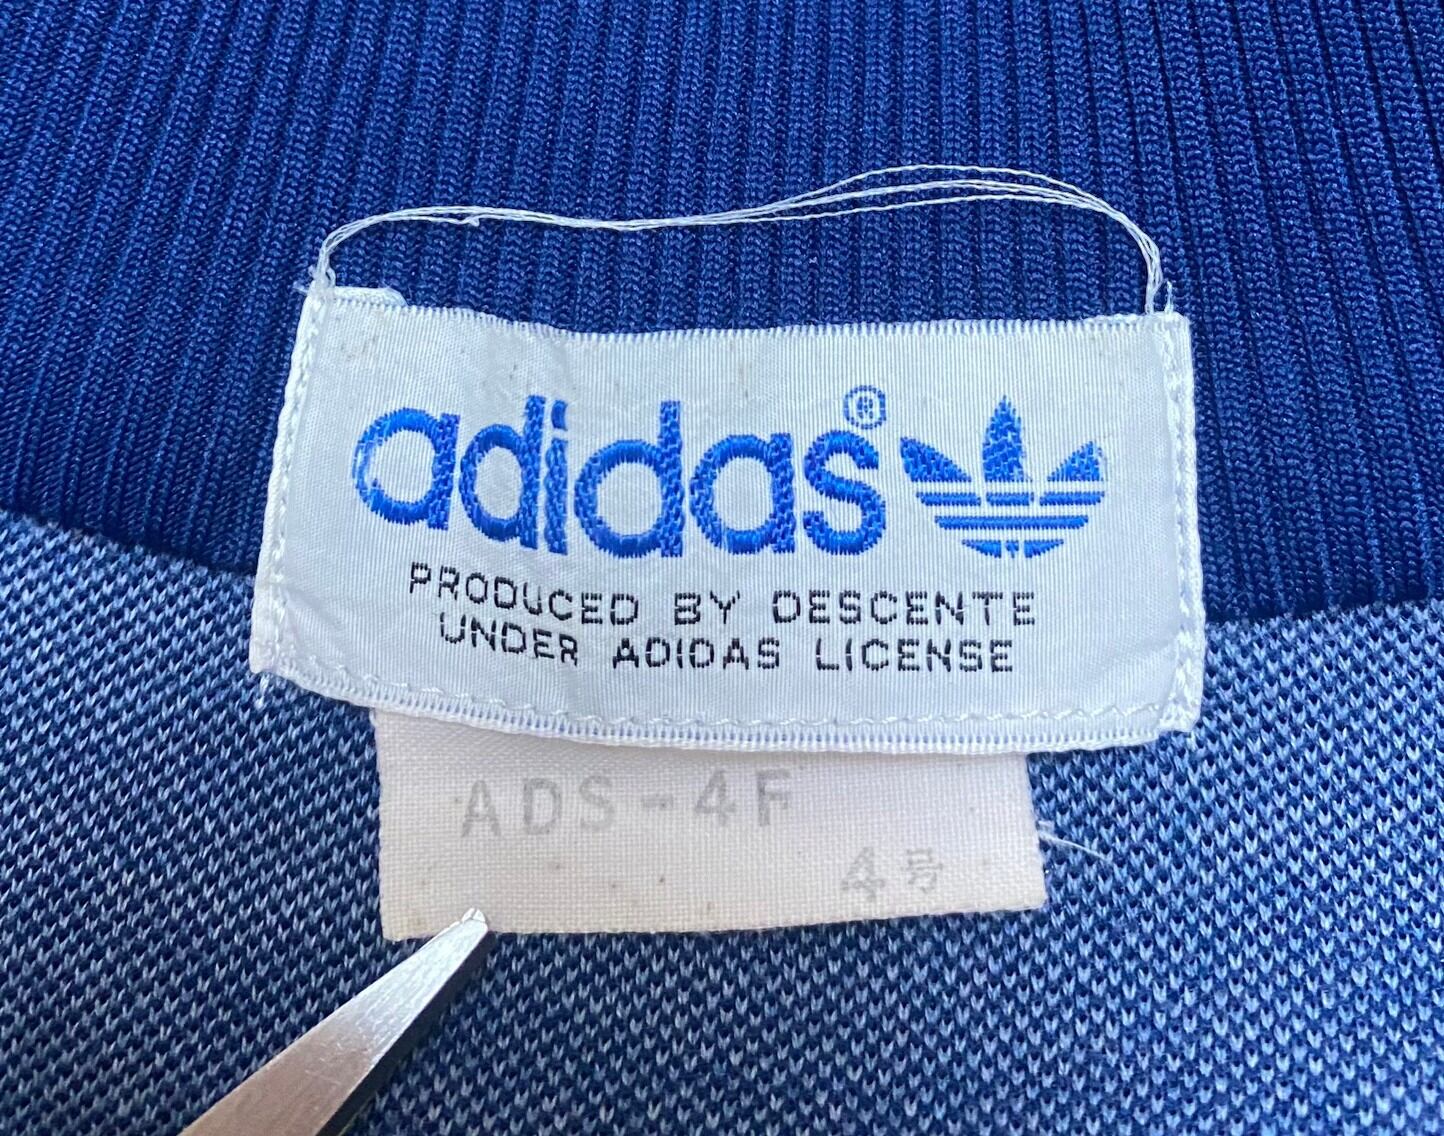 adidas®
PRODUCED BY DESCENTE
UNDER ADIDAS LICENSE
ADS-4F
4号